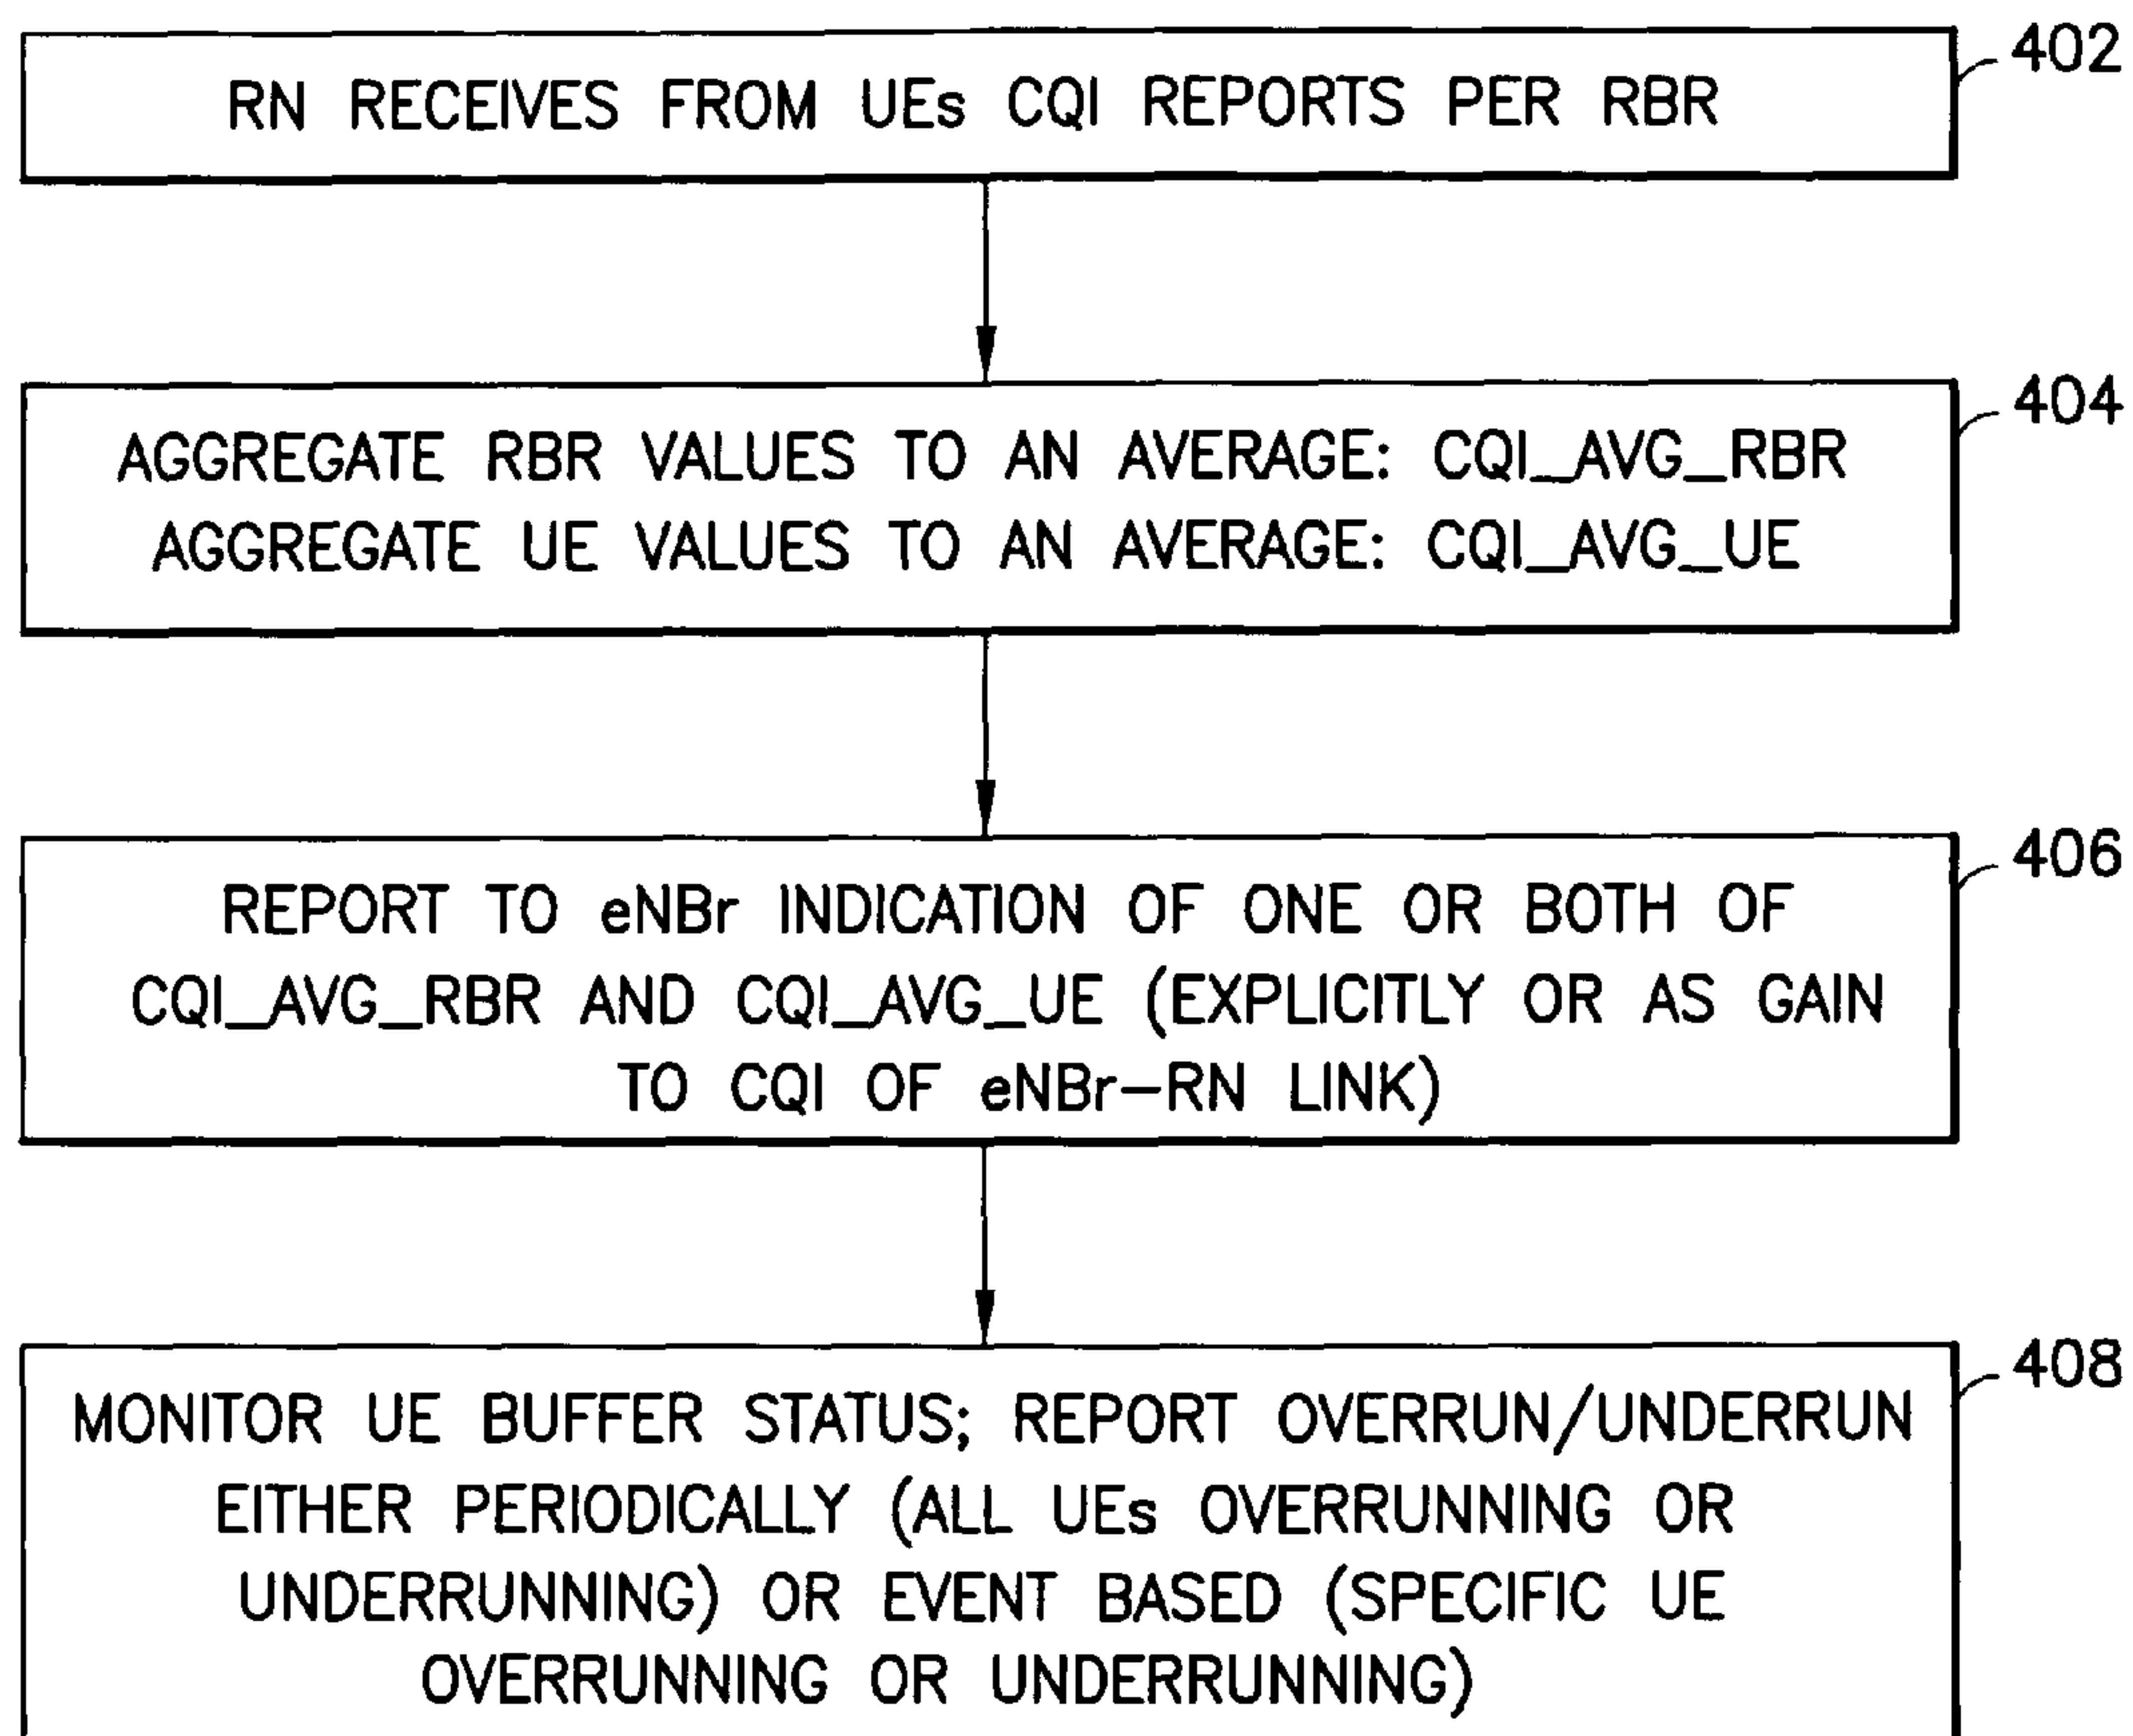 RN RECEIVES FROM UEs CQI REPORTS PER RBR
402
AGGREGATE RBR VALUES TO AN AVERAGE: CQI_AVG_RBR
AGGREGATE UE VALUES TO AN AVERAGE: CQI_AVG_UE
404
REPORT TO eNBr INDICATION OF ONE OR BOTH OF
CQI_AVG_RBR AND CQI_AVG_UE (EXPLICITLY OR AS GAIN
TO CQI OF eNBr–RN LINK)
406
MONITOR UE BUFFER STATUS; REPORT OVERRUN/UNDERRUN
EITHER PERIODICALLY (ALL UEs OVERRUNNING OR
UNDERRUNNING) OR EVENT BASED (SPECIFIC UE
OVERRUNNING OR UNDERRUNNING)
408